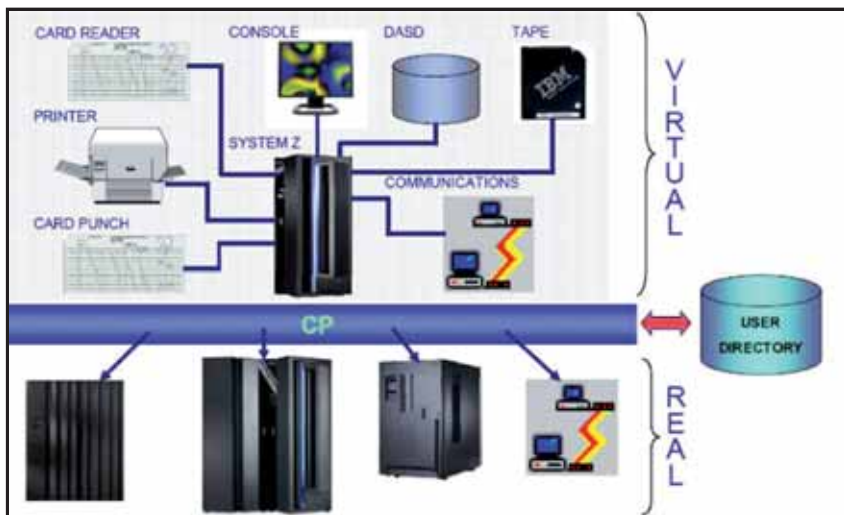 CARD READER
CONSOLE
DASD
TAPE
IBM
PRINTER
SYSTEM Z
COMMUNICATIONS
CARD PUNCH
VIRTUAL
CP
USER
DIRECTORY
REAL